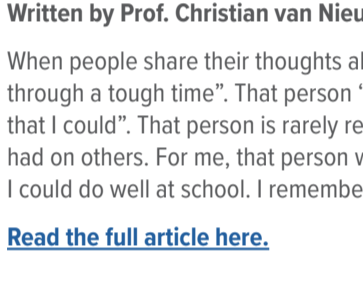 Written by Prof. Christian van Nieu
When people share their thoughts al
through a tough time”. That person ‘
that I could”. That person is rarely re
had on others. For me, that person w
I could do well at school. I remembe
Read the full article here.